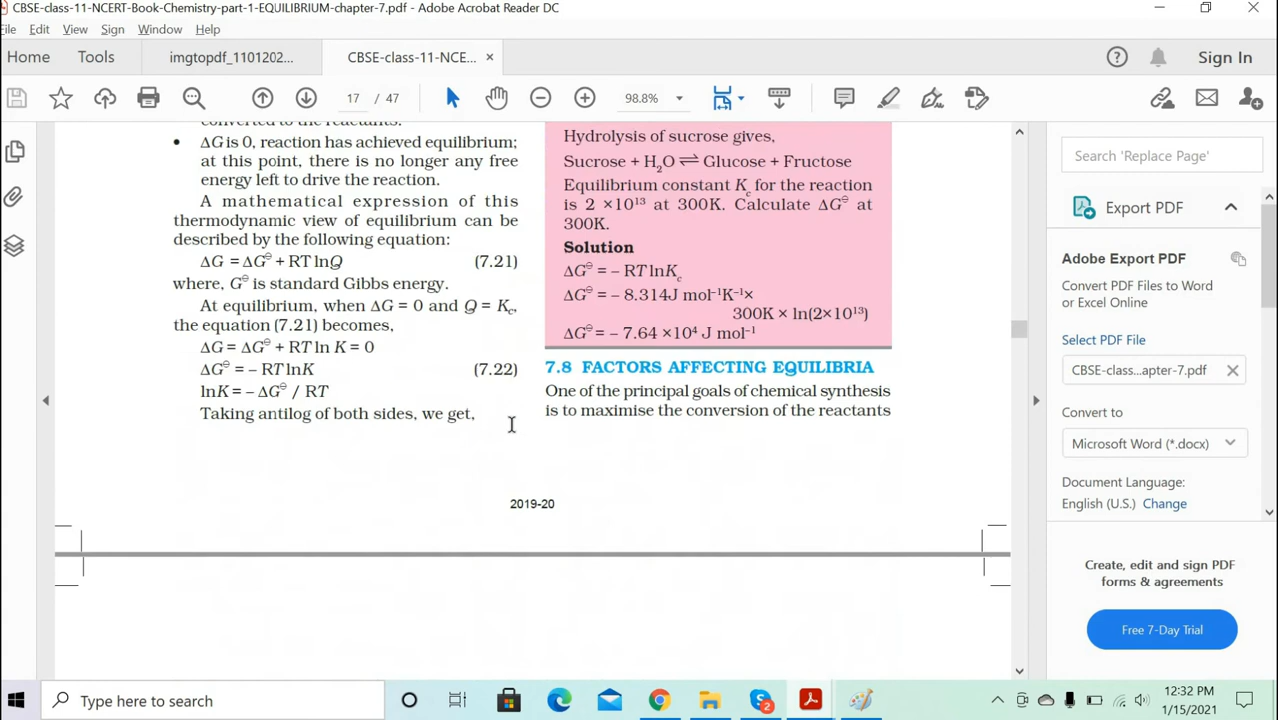 CBSE-class-11-NCERT-Book-Chemistry-part-1-EQUILIBRIUM-chapter-7.pdf - Adobe Acrobat Reader DC
File Edit View Sign Window Help
Home Tools imgtopdf_1101202... CBSE-class-11-NCE... × Sign In
17 / 47 98.8%
converted to the reactants.
• ΔG is 0, reaction has achieved equilibrium;
at this point, there is no longer any free
energy left to drive the reaction.
A mathematical expression of this
thermodynamic view of equilibrium can be
described by the following equation:
ΔG = ΔG⊖ + RT lnQ (7.21)
where, G⊖ is standard Gibbs energy.
At equilibrium, when ΔG = 0 and Q = Kc,
the equation (7.21) becomes,
ΔG = ΔG⊖ + RT ln K = 0
ΔG⊖ = – RT lnK (7.22)
lnK = – ΔG⊖ / RT
Taking antilog of both sides, we get,
Hydrolysis of sucrose gives,
Sucrose + H₂O ⇌ Glucose + Fructose
Equilibrium constant Kc for the reaction
is 2 ×10¹³ at 300K. Calculate ΔG⊖ at
300K.
Solution
ΔG⊖ = – RT lnKc
ΔG⊖ = – 8.314J mol⁻¹K⁻¹×
300K × ln(2×10¹³)
ΔG⊖ = – 7.64 ×10⁴ J mol⁻¹
7.8 FACTORS AFFECTING EQUILIBRIA
One of the principal goals of chemical synthesis
is to maximise the conversion of the reactants
2019-20
Search 'Replace Page'
Export PDF
Adobe Export PDF
Convert PDF Files to Word
or Excel Online
Select PDF File
CBSE-class...apter-7.pdf ×
Convert to
Microsoft Word (*.docx)
Document Language:
English (U.S.) Change
Create, edit and sign PDF
forms & agreements
Free 7-Day Trial
Type here to search
2
12:32 PM
1/15/2021